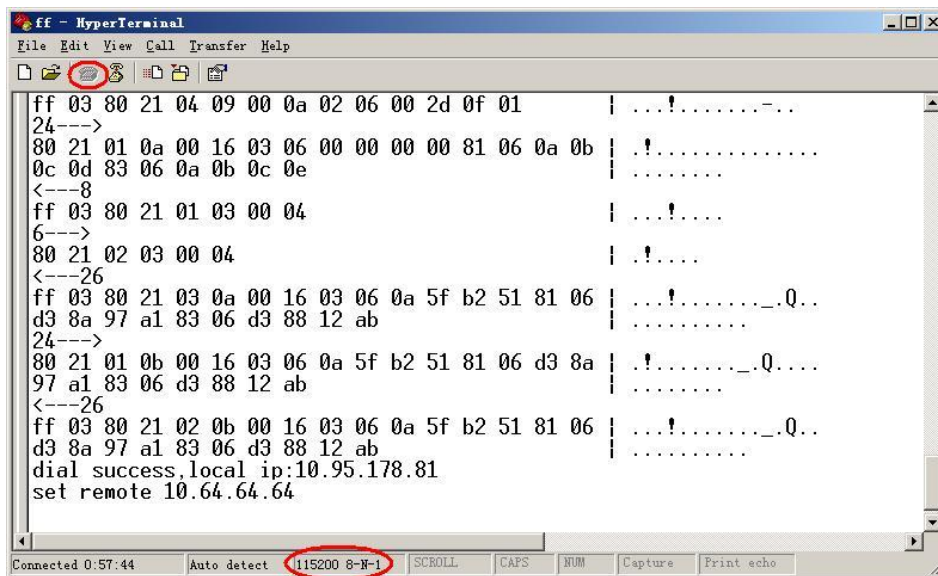 ff - HyperTerminal
File Edit View Call Transfer Help
ff 03 80 21 04 09 00 0a 02 06 00 2d 0f 01 | ...!.......-..
24--->
80 21 01 0a 00 16 03 06 00 00 00 00 81 06 0a 0b | .!..............
0c 0d 83 06 0a 0b 0c 0e | ........
<---8
ff 03 80 21 01 03 00 04 | ...!....
6--->
80 21 02 03 00 04 | .!....
<---26
ff 03 80 21 03 0a 00 16 03 06 0a 5f b2 51 81 06 | ...!......._.Q..
d3 8a 97 a1 83 06 d3 88 12 ab | ..........
24--->
80 21 01 0b 00 16 03 06 0a 5f b2 51 81 06 d3 8a | .!......._.Q....
97 a1 83 06 d3 88 12 ab | ........
<---26
ff 03 80 21 02 0b 00 16 03 06 0a 5f b2 51 81 06 | ...!......._.Q..
d3 8a 97 a1 83 06 d3 88 12 ab | ..........
dial success,local ip:10.95.178.81
set remote 10.64.64.64
Connected 0:57:44 Auto detect 115200 8-N-1 SCROLL CAPS NUM Capture Print echo